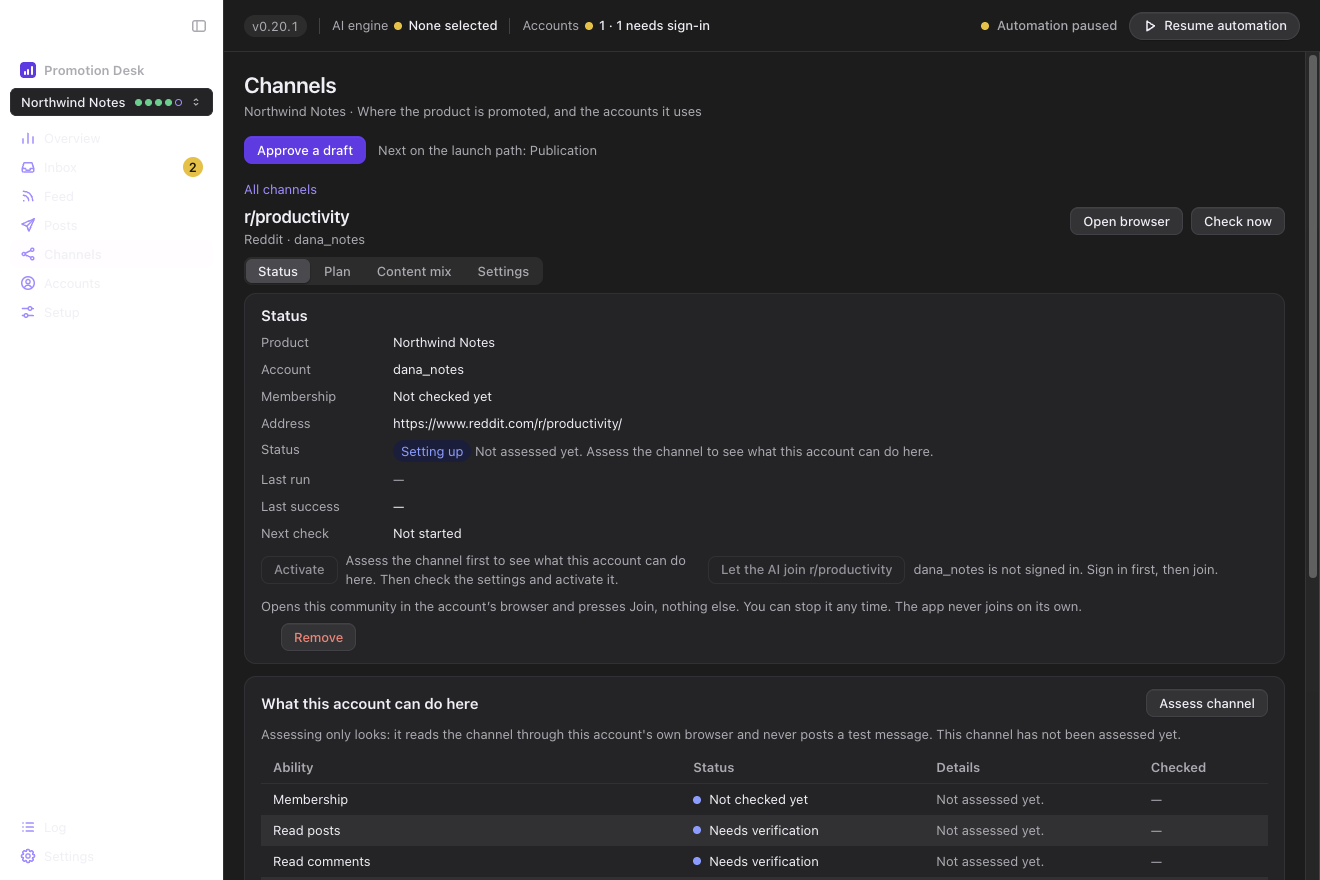 v0.20.1
AI engine None selected
Accounts 1 · 1 needs sign-in
Automation paused
Resume automation
Promotion Desk
Northwind Notes
Overview
Inbox
2
Feed
Posts
Channels
Accounts
Setup
Log
Settings
Channels
Northwind Notes · Where the product is promoted, and the accounts it uses
Approve a draft
Next on the launch path: Publication
All channels
r/productivity
Reddit · dana_notes
Open browser
Check now
Status Plan Content mix Settings
Status
Product Northwind Notes
Account dana_notes
Membership Not checked yet
Address https://www.reddit.com/r/productivity/
Status Setting up Not assessed yet. Assess the channel to see what this account can do here.
Last run —
Last success —
Next check Not started
Activate
Assess the channel first to see what this account can do
here. Then check the settings and activate it.
Let the AI join r/productivity
dana_notes is not signed in. Sign in first, then join.
Opens this community in the account's browser and presses Join, nothing else. You can stop it any time. The app never joins on its own.
Remove
What this account can do here
Assess channel
Assessing only looks: it reads the channel through this account's own browser and never posts a test message. This channel has not been assessed yet.
Ability Status Details Checked
Membership Not checked yet Not assessed yet. —
Read posts Needs verification Not assessed yet. —
Read comments Needs verification Not assessed yet. —